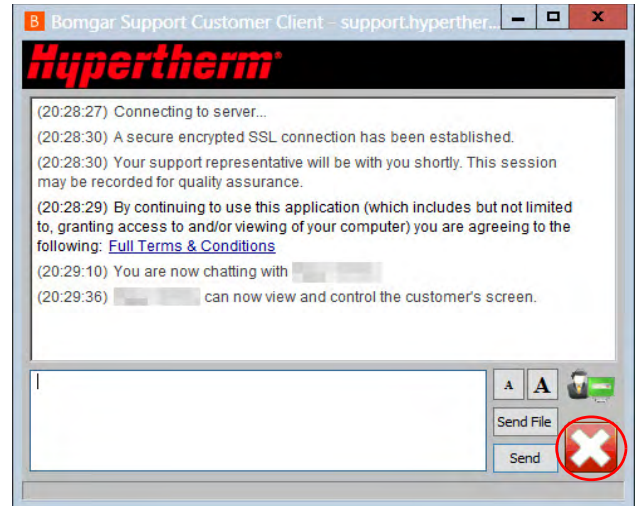 B Bomgar Support Customer Client - support.hyperther...
Hypertherm®
(20:28:27) Connecting to server...
(20:28:30) A secure encrypted SSL connection has been established.
(20:28:30) Your support representative will be with you shortly. This session
may be recorded for quality assurance.
(20:28:29) By continuing to use this application (which includes but not limited
to, granting access to and/or viewing of your computer) you are agreeing to the
following: Full Terms & Conditions
(20:29:10) You are now chatting with
(20:29:36) can now view and control the customer's screen.
A A
Send File
Send